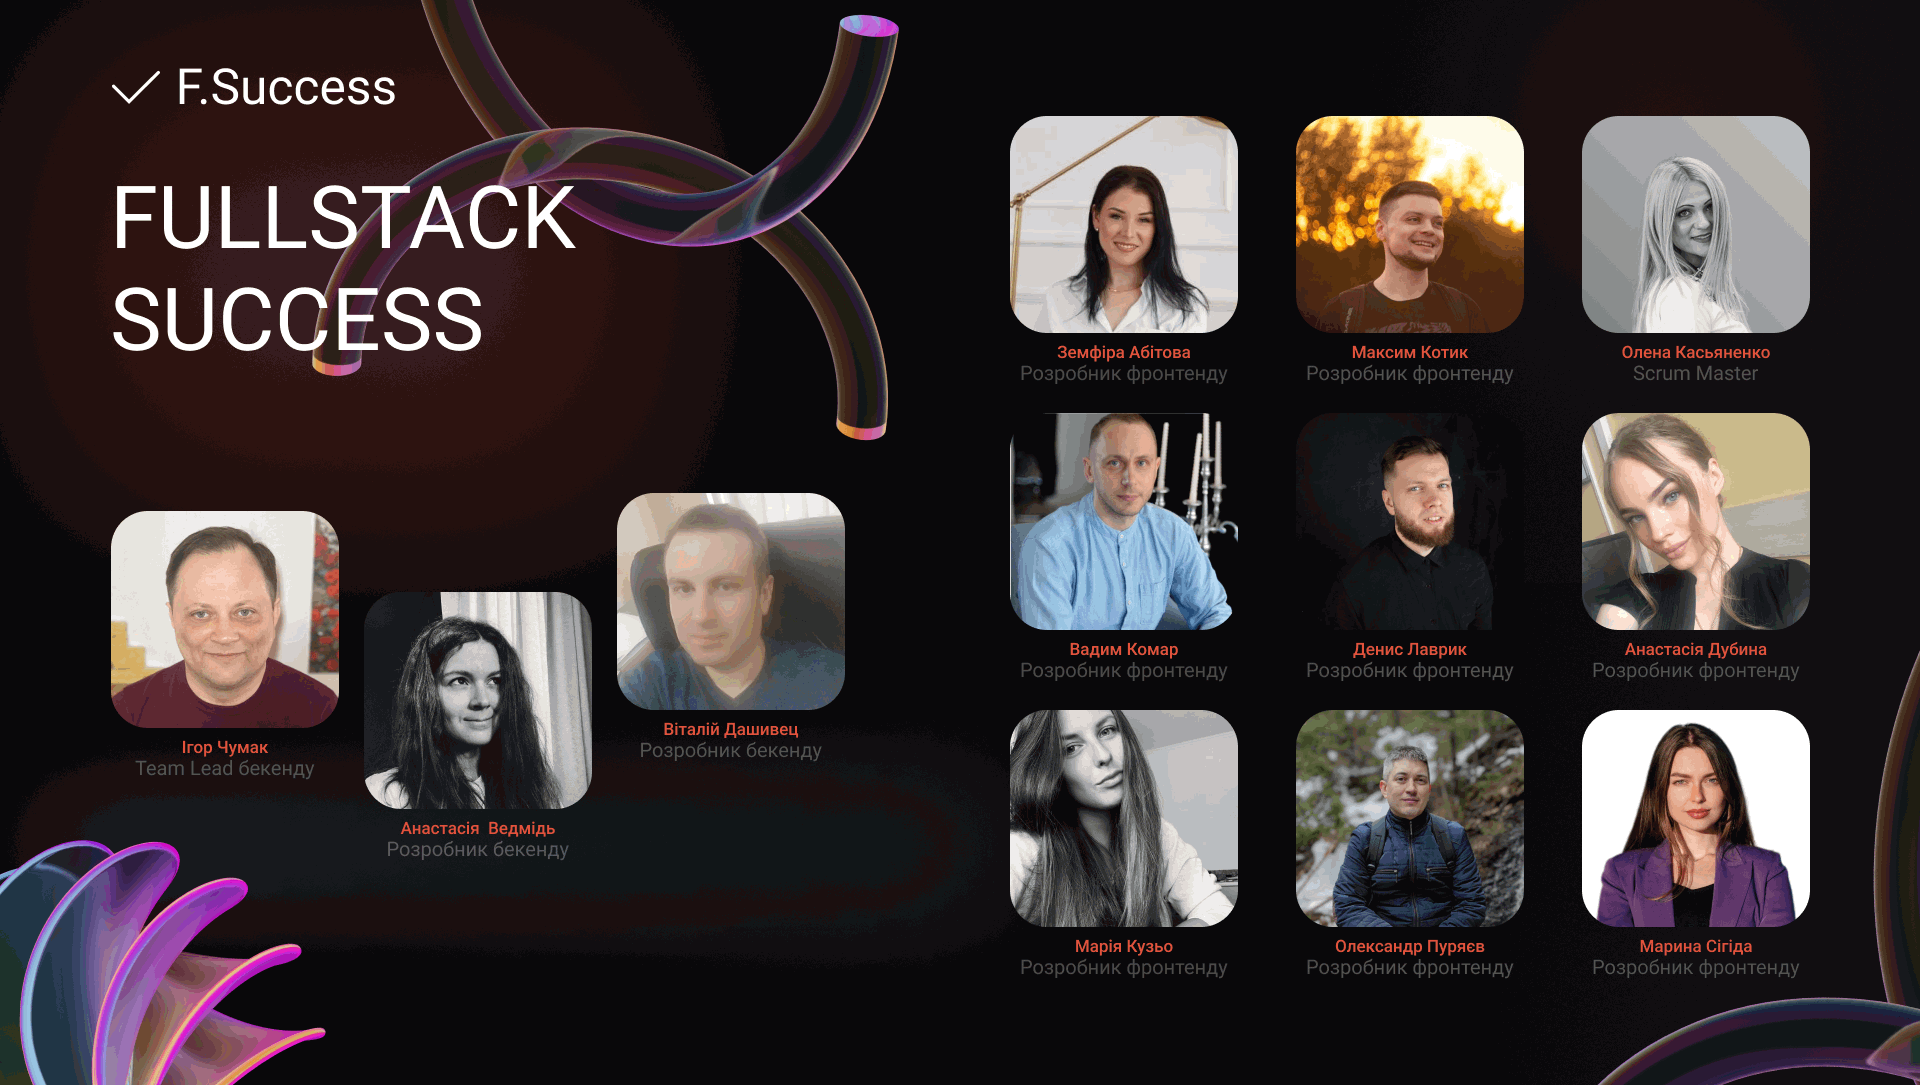 F.Success
FULLSTACK
SUCCESS
Ігор Чумак
Team Lead бекенду
Анастасія  Ведмідь
Розробник бекенду
Віталій Дашивец
Розробник бекенду
Земфіра Абітова
Розробник фронтенду
Максим Котик
Розробник фронтенду
Олена Касьяненко
Scrum Master
Вадим Комар
Розробник фронтенду
Денис Лаврик
Розробник фронтенду
Анастасія Дубина
Розробник фронтенду
Марія Кузьо
Розробник фронтенду
Олександр Пуряєв
Розробник фронтенду
Марина Сігіда
Розробник фронтенду